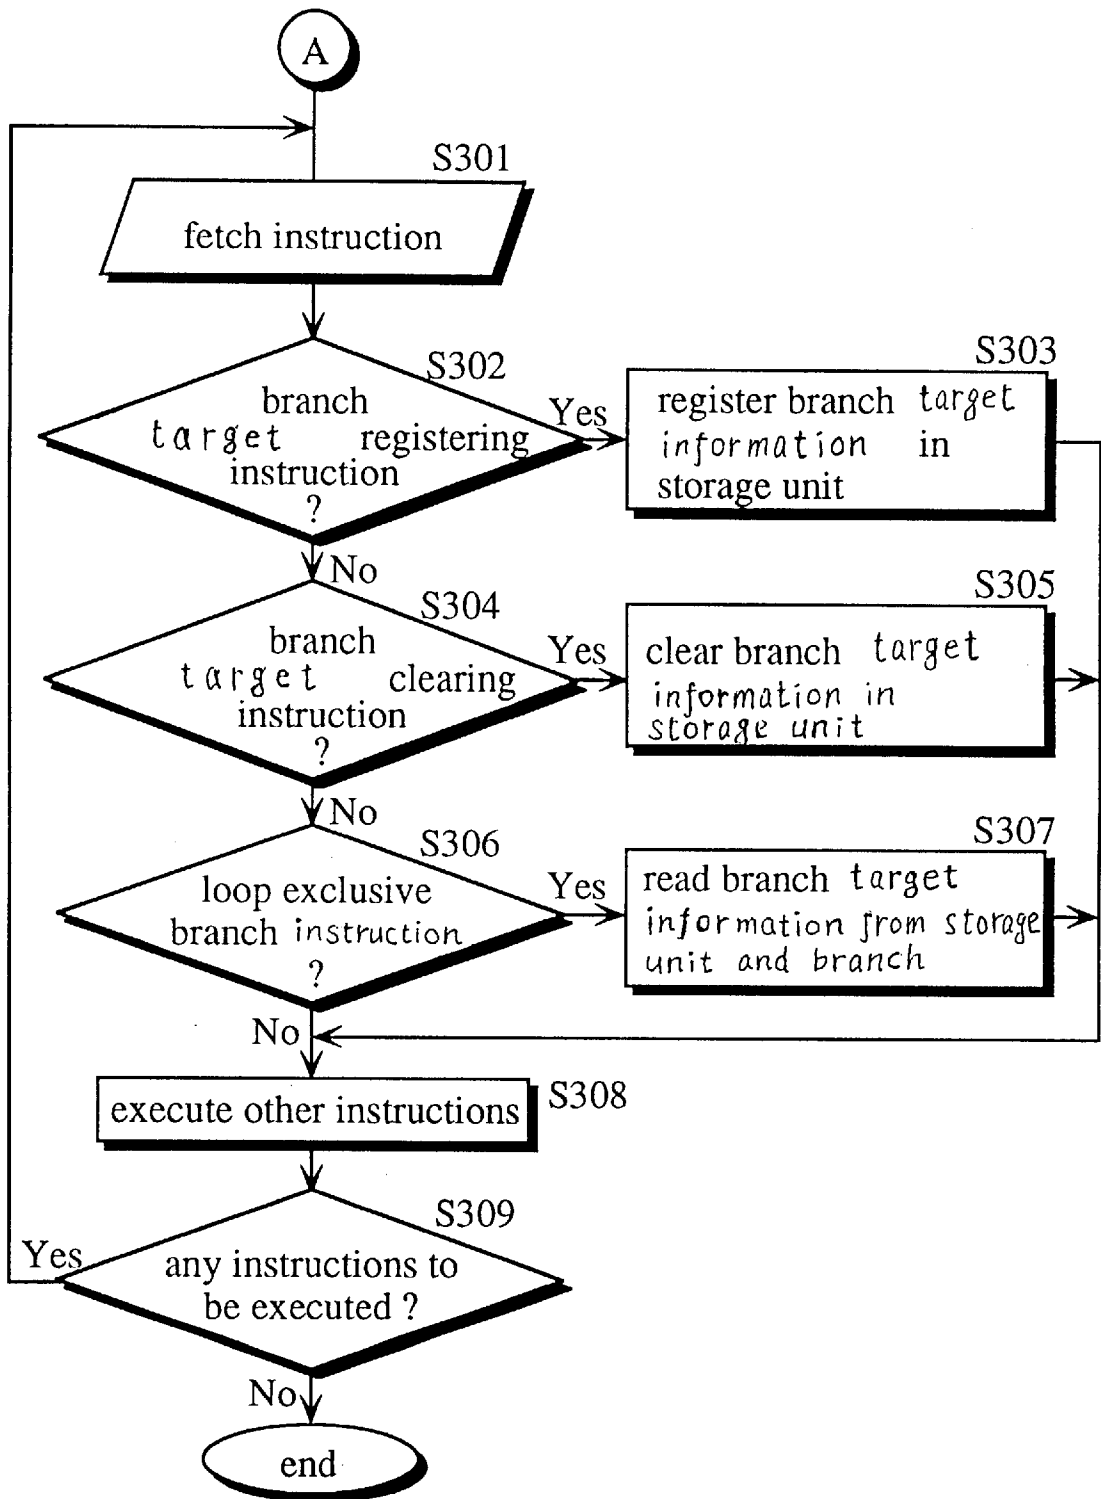 A
S301
fetch instruction
S302
branch
target registering
instruction
?
Yes
S303
register branch target
information in
storage unit
No
S304
branch
target clearing
instruction
?
Yes
S305
clear branch target
information in
storage unit
No
S306
loop exclusive
branch instruction
?
Yes
S307
read branch target
information from storage
unit and branch
No
execute other instructions
S308
S309
Yes
any instructions to
be executed ?
No
end